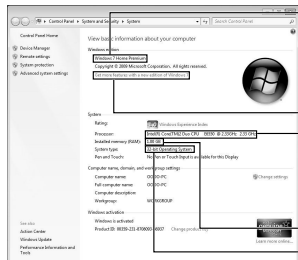 Control Panel ▸ System and Security ▸ System
Search Control Panel
Control Panel Home
Device Manager
Remote settings
System protection
Advanced system settings
View basic information about your computer
Windows edition
Windows 7 Home Premium
Copyright © 2009 Microsoft Corporation. All rights reserved.
Get more features with a new edition of Windows 7
System
Rating:
Windows Experience Index
Processor:
Intel(R) Core(TM)2 Duo CPU
@ 2.33GHz 2.33 GHz
Installed memory (RAM):
System type:
32-bit Operating System
Pen and Touch:
No Pen or Touch Input is available for this Display
Computer name, domain, and workgroup settings
Computer name:
Change settings
Full computer name:
Computer description:
Workgroup:
WORKGROUP
Windows activation
Windows is activated
Product ID:
Change product key
Learn more online...
See also
Action Center
Windows Update
Performance Information and Tools